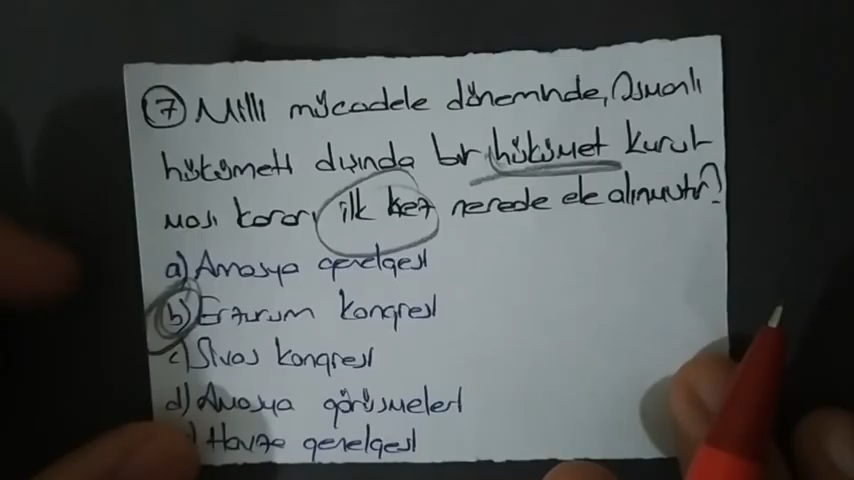 7 Milli mücadele döneminde, Osmanlı
hükümeti dışında bir hükümet kurul-
ması kararı ilk kez nerede ele alınmıştır?
a) Amasya genelgesi
b) Erzurum kongresi
c) Sivas kongresi
d) Amasya görüşmeleri
) Havza genelgesi